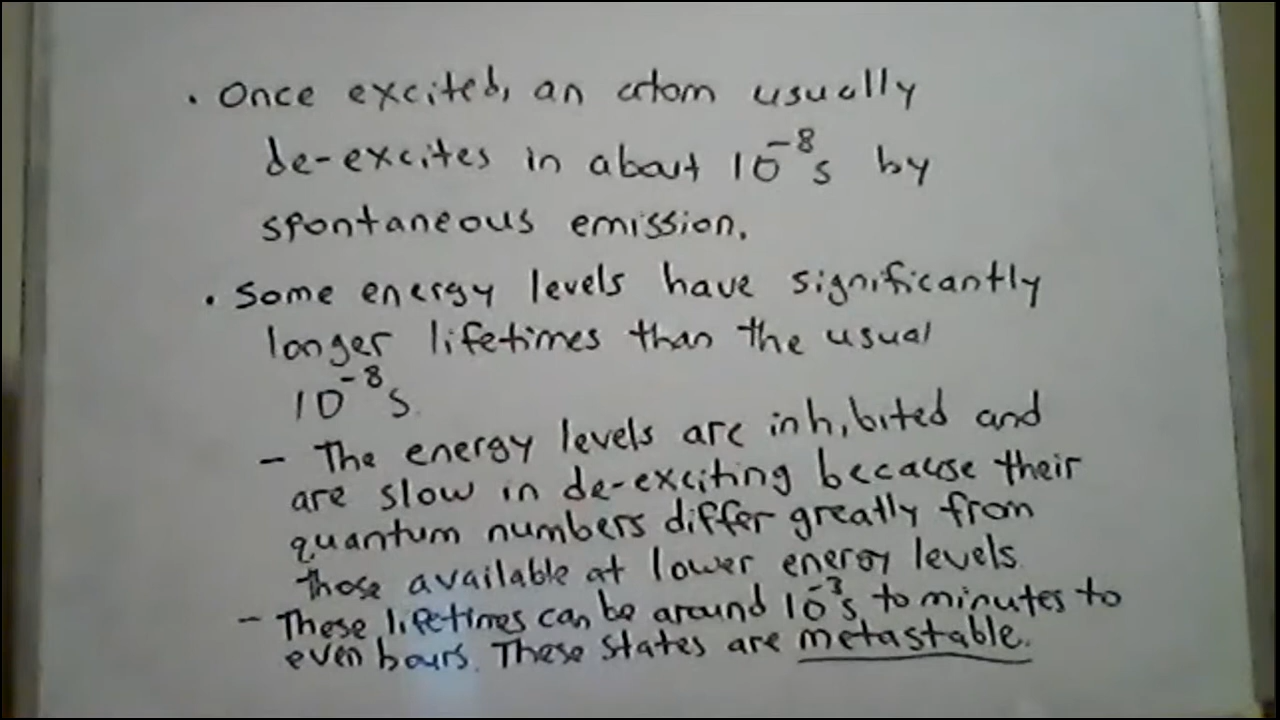 • Once excited, an atom usually
de-excites in about 10⁻⁸s by
spontaneous emission.
• Some energy levels have significantly
longer lifetimes than the usual
10⁻⁸s.
- The energy levels are inhibited and
are slow in de-exciting because their
quantum numbers differ greatly from
those available at lower energy levels.
- These lifetimes can be around 10⁻³s to minutes to
even hours. These states are metastable.